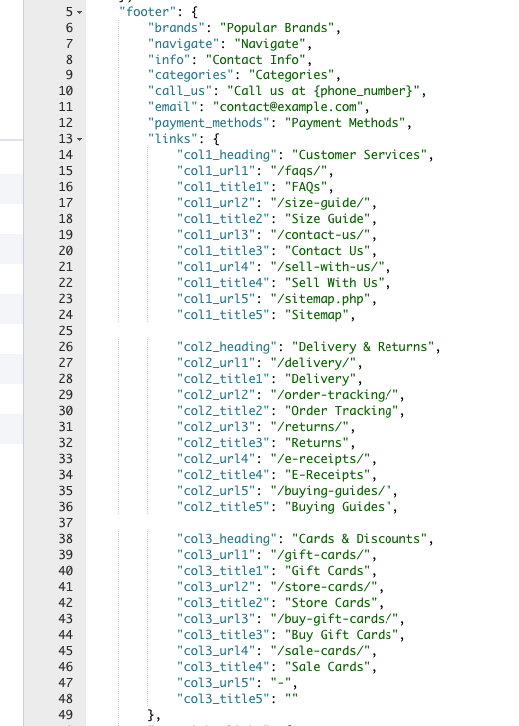 5 "footer": {
6 "brands": "Popular Brands",
7 "navigate": "Navigate",
8 "info": "Contact Info",
9 "categories": "Categories",
10 "call_us": "Call us at {phone_number}",
11 "email": "contact@example.com",
12 "payment_methods": "Payment Methods",
13 "links": {
14 "col1_heading": "Customer Services",
15 "col1_url1": "/faqs/",
16 "col1_title1": "FAQs",
17 "col1_url2": "/size-guide/",
18 "col1_title2": "Size Guide",
19 "col1_url3": "/contact-us/",
20 "col1_title3": "Contact Us",
21 "col1_url4": "/sell-with-us/",
22 "col1_title4": "Sell With Us",
23 "col1_url5": "/sitemap.php",
24 "col1_title5": "Sitemap",
25
26 "col2_heading": "Delivery & Returns",
27 "col2_url1": "/delivery/",
28 "col2_title1": "Delivery",
29 "col2_url2": "/order-tracking/",
30 "col2_title2": "Order Tracking",
31 "col2_url3": "/returns/",
32 "col2_title3": "Returns",
33 "col2_url4": "/e-receipts/",
34 "col2_title4": "E-Receipts",
35 "col2_url5": "/buying-guides/",
36 "col2_title5": "Buying Guides",
37
38 "col3_heading": "Cards & Discounts",
39 "col3_url1": "/gift-cards/",
40 "col3_title1": "Gift Cards",
41 "col3_url2": "/store-cards/",
42 "col3_title2": "Store Cards",
43 "col3_url3": "/buy-gift-cards/",
44 "col3_title3": "Buy Gift Cards",
45 "col3_url4": "/sale-cards/",
46 "col3_title4": "Sale Cards",
47 "col3_url5": "-",
48 "col3_title5": ""
49 },